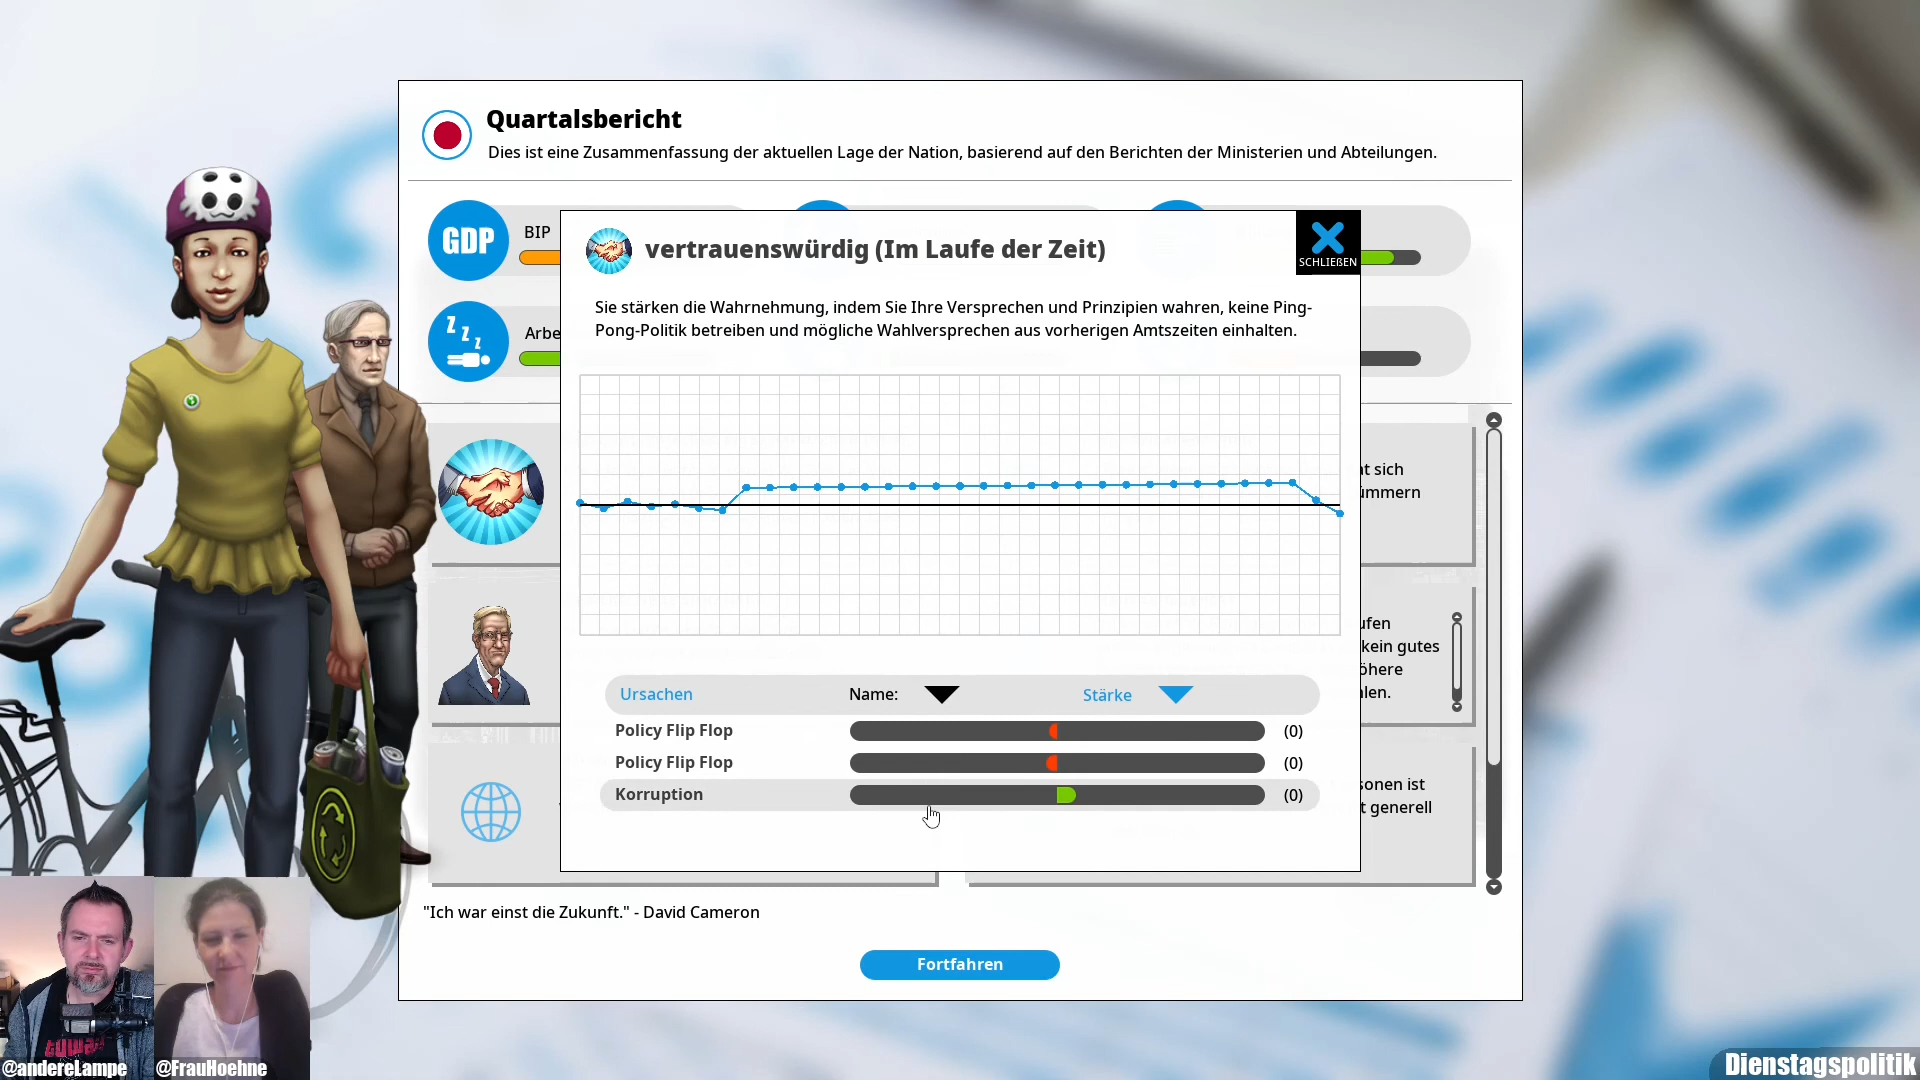 Quartalsbericht
Dies ist eine Zusammenfassung der aktuellen Lage der Nation, basierend auf den Berichten der Ministerien und Abteilungen.
GDP
BIP
vertrauenswürdig (Im Laufe der Zeit)
SCHLIEßEN
Sie stärken die Wahrnehmung, indem Sie Ihre Versprechen und Prinzipien wahren, keine Ping-
Pong-Politik betreiben und mögliche Wahlversprechen aus vorherigen Amtszeiten einhalten.
Z Z Z
Arbe
at sich
ümmern
ufen
kein gutes
öhere
len.
Ursachen
Name:
Stärke
Policy Flip Flop
(0)
Policy Flip Flop
(0)
Korruption
(0)
sonen ist
t generell
"Ich war einst die Zukunft." - David Cameron
Fortfahren
@andereLampe
@FrauHoehne
Dienstagspolitik